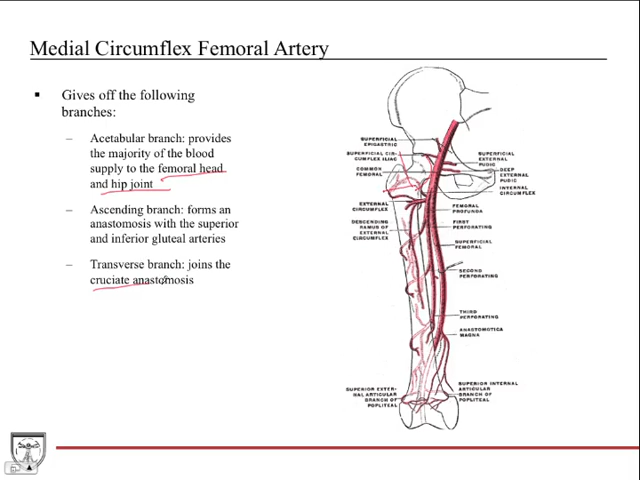 Medial Circumflex Femoral Artery
▪ Gives off the following
branches:
– Acetabular branch: provides
the majority of the blood
supply to the femoral head
and hip joint
– Ascending branch: forms an
anastomosis with the superior
and inferior gluteal arteries
– Transverse branch: joins the
cruciate anastomosis
SUPERFICIAL
EPIGASTRIC
SUPERFICIAL CIR-
CUMFLEX ILIAC
COMMON
FEMORAL
EXTERNAL
CIRCUMFLEX
DESCENDING
RAMUS OF
EXTERNAL
CIRCUMFLEX
SUPERIOR EXTER-
NAL ARTICULAR
BRANCH OF
POPLITEAL
SUPERFICIAL
EXTERNAL
PUDIC
DEEP
EXTERNAL
PUDIC
INTERNAL
CIRCUMFLEX
FEMORAL
PROFUNDA
FIRST
PERFORATING
SUPERFICIAL
FEMORAL
SECOND
PERFORATING
THIRD
PERFORATING
ANASTOMOTICA
MAGNA
SUPERIOR INTERNAL
ARTICULAR
BRANCH OF
POPLITEAL